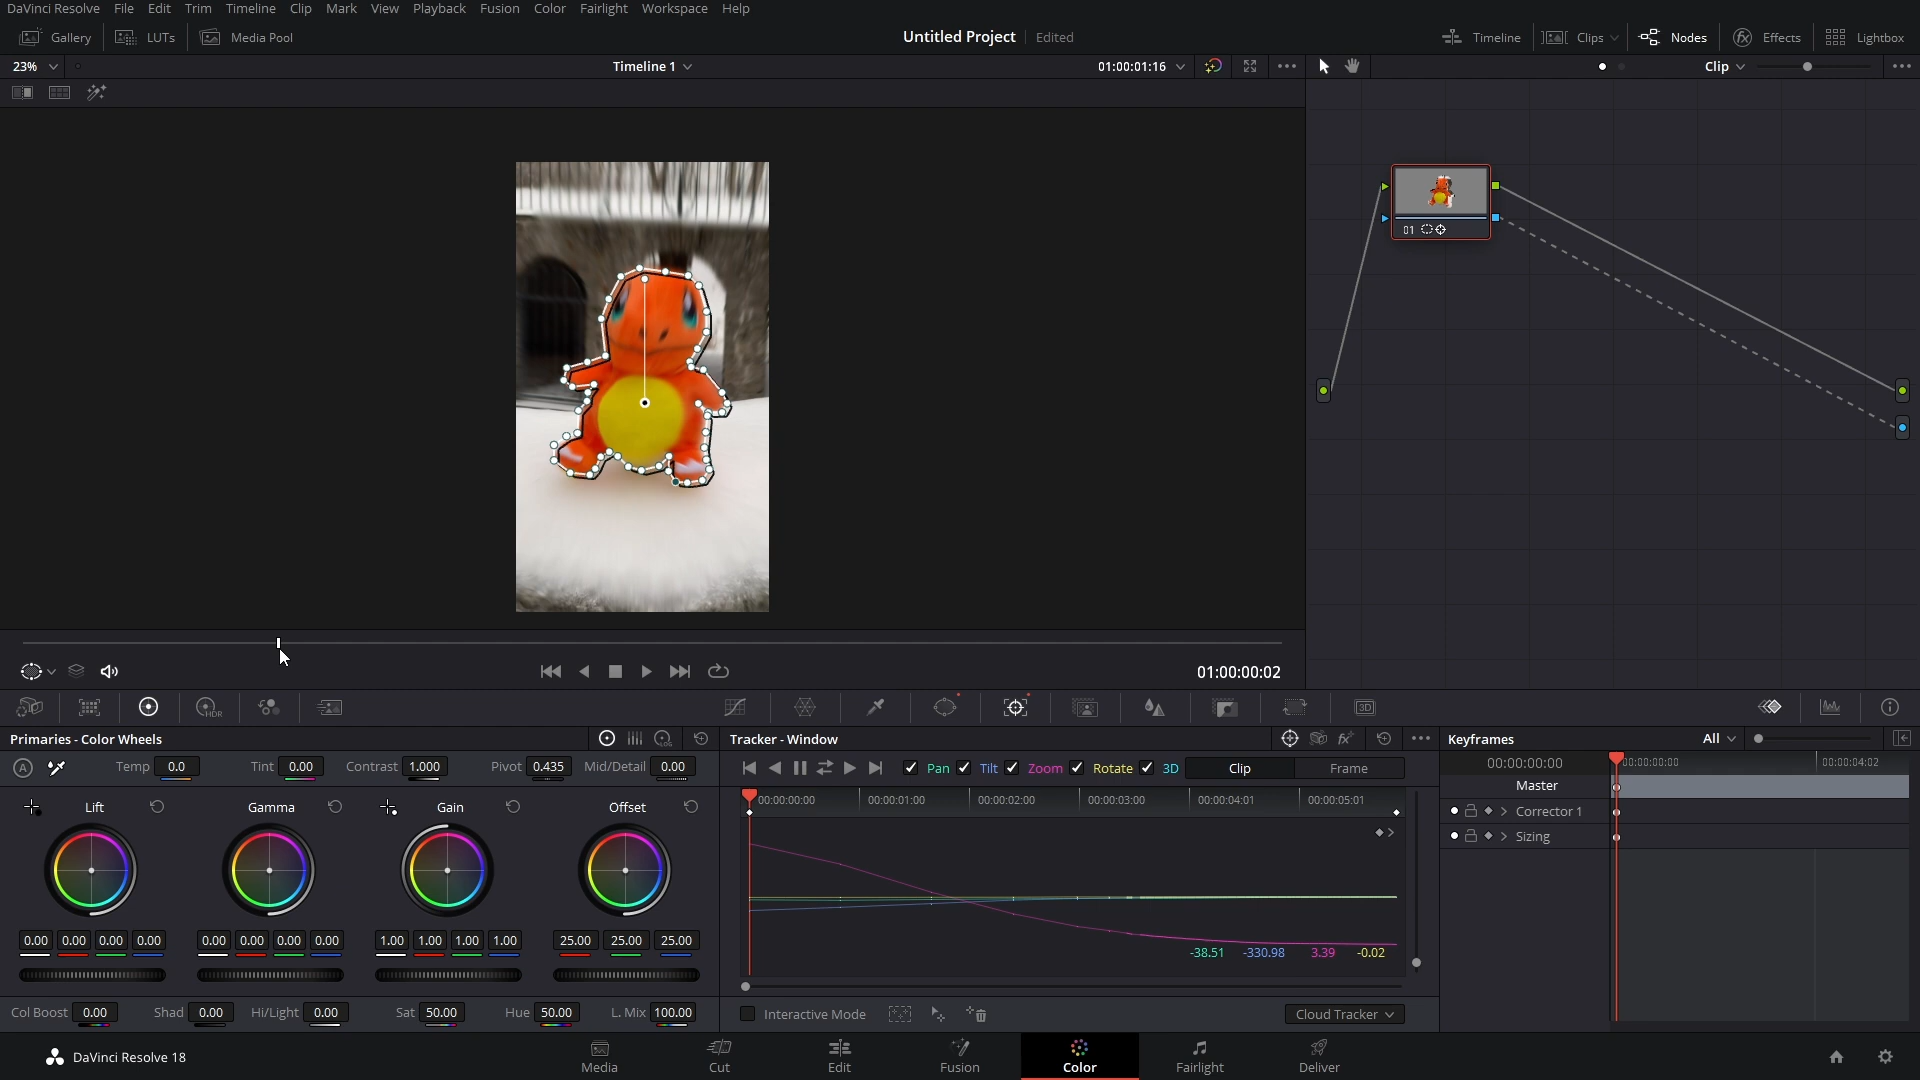 DaVinci Resolve File Edit Trim Timeline Clip Mark View Playback Fusion Color Fairlight Workspace Help
Gallery LUTs Media Pool Untitled Project Edited Timeline Clips Nodes Effects Lightbox
23% Timeline 1 01:00:01:16 Clip
01
01:00:00:02
HDR 3D
Primaries - Color Wheels LOG
A Temp 0.0 Tint 0.00 Contrast 1.000 Pivot 0.435 Mid/Detail 0.00
Lift Gamma Gain Offset
0.00 0.00 0.00 0.00 0.00 0.00 0.00 0.00 1.00 1.00 1.00 1.00 25.00 25.00 25.00
Col Boost 0.00 Shad 0.00 Hi/Light 0.00 Sat 50.00 Hue 50.00 L. Mix 100.00
Tracker - Window fx
Pan Tilt Zoom Rotate 3D Clip Frame
00:00:00:00 00:00:01:00 00:00:02:00 00:00:03:00 00:00:04:01 00:00:05:01
-38.51 -330.98 3.39 -0.02
Interactive Mode Cloud Tracker
Keyframes All
00:00:00:00 00:00:00:00 00:00:04:02
Master
Corrector 1
Sizing
DaVinci Resolve 18 Media Cut Edit Fusion Color Fairlight Deliver